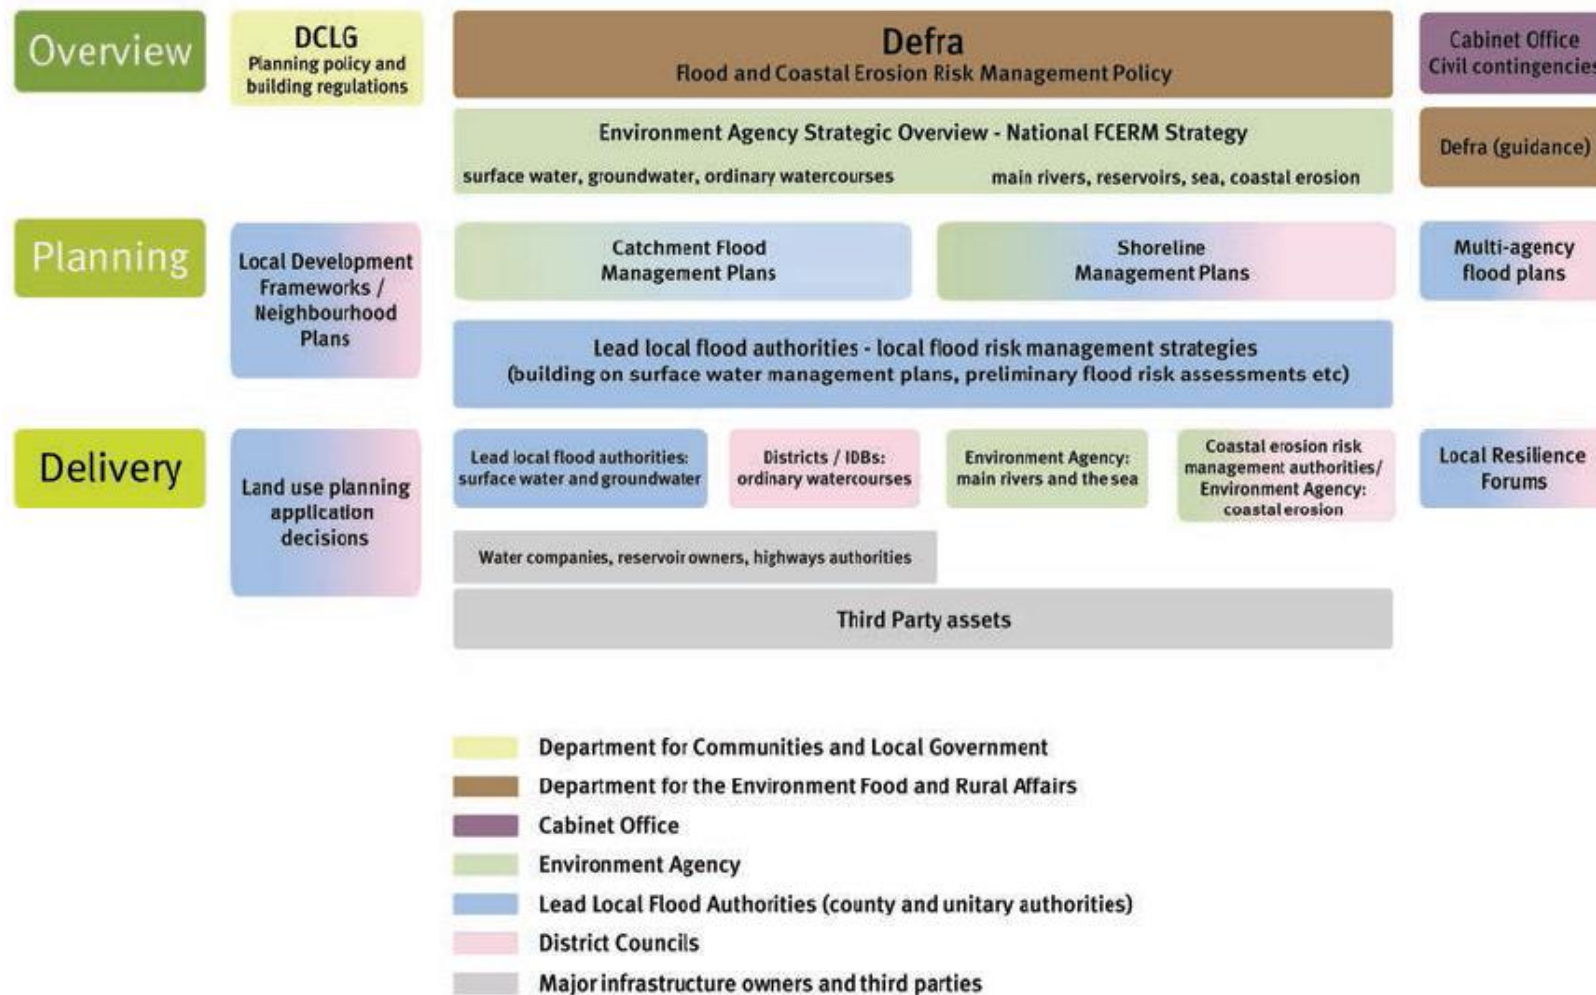 Overview
DCLG
Planning policy and
building regulations
Defra
Flood and Coastal Erosion Risk Management Policy
Cabinet Office
Civil contingencies
Environment Agency Strategic Overview - National FCERM Strategy
surface water, groundwater, ordinary watercourses
main rivers, reservoirs, sea, coastal erosion
Defra (guidance)
Planning
Local Development
Frameworks /
Neighbourhood
Plans
Catchment Flood
Management Plans
Shoreline
Management Plans
Multi-agency
flood plans
Lead local flood authorities - local flood risk management strategies
(building on surface water management plans, preliminary flood risk assessments etc)
Delivery
Land use planning
application
decisions
Lead local flood authorities:
surface water and groundwater
Districts / IDBs:
ordinary watercourses
Environment Agency:
main rivers and the sea
Coastal erosion risk
management authorities/
Environment Agency:
coastal erosion
Local Resilience
Forums
Water companies, reservoir owners, highways authorities
Third Party assets
Department for Communities and Local Government
Department for the Environment Food and Rural Affairs
Cabinet Office
Environment Agency
Lead Local Flood Authorities (county and unitary authorities)
District Councils
Major infrastructure owners and third parties